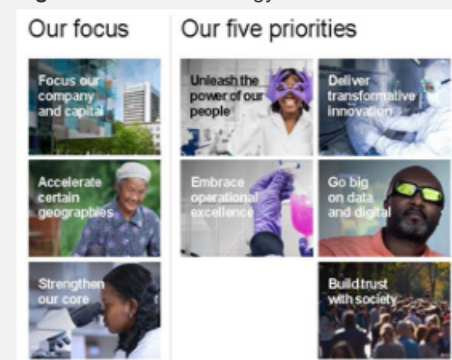 Our focus
Focus our
company
and capital
Accelerate
certain
geographies
Strengthen
our core
Our five priorities
Unleash the
power of our
people
Deliver
transformative
Innovation
Embrace
operational
excellence
Go big
on data
and digital
Build trust
with society